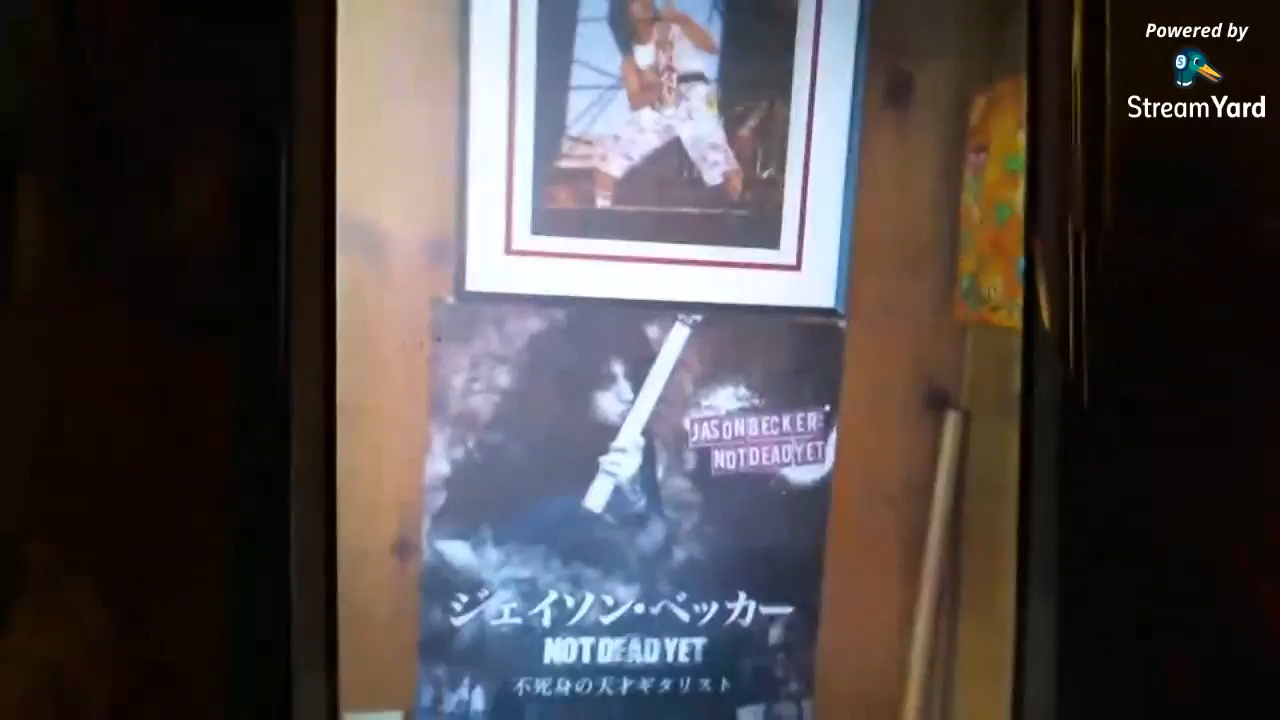 Powered by
StreamYard
JASON BECKER:
NOT DEAD YET
ジェイソン・ベッカー
NOT DEAD YET
不死身の天才ギタリスト